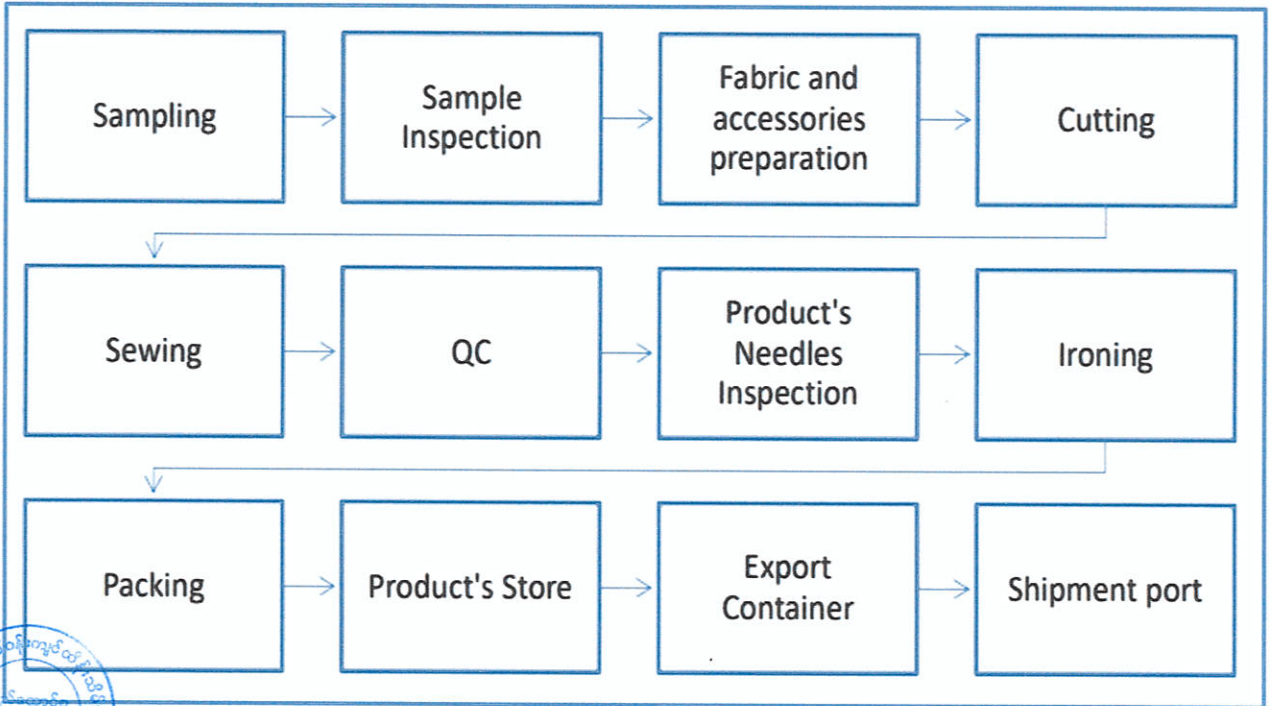 Sampling
Sample
Inspection
Fabric and
accessories
preparation
Cutting
Sewing
QC
Product's
Needles
Inspection
Ironing
Packing
Product's Store
Export
Container
Shipment port